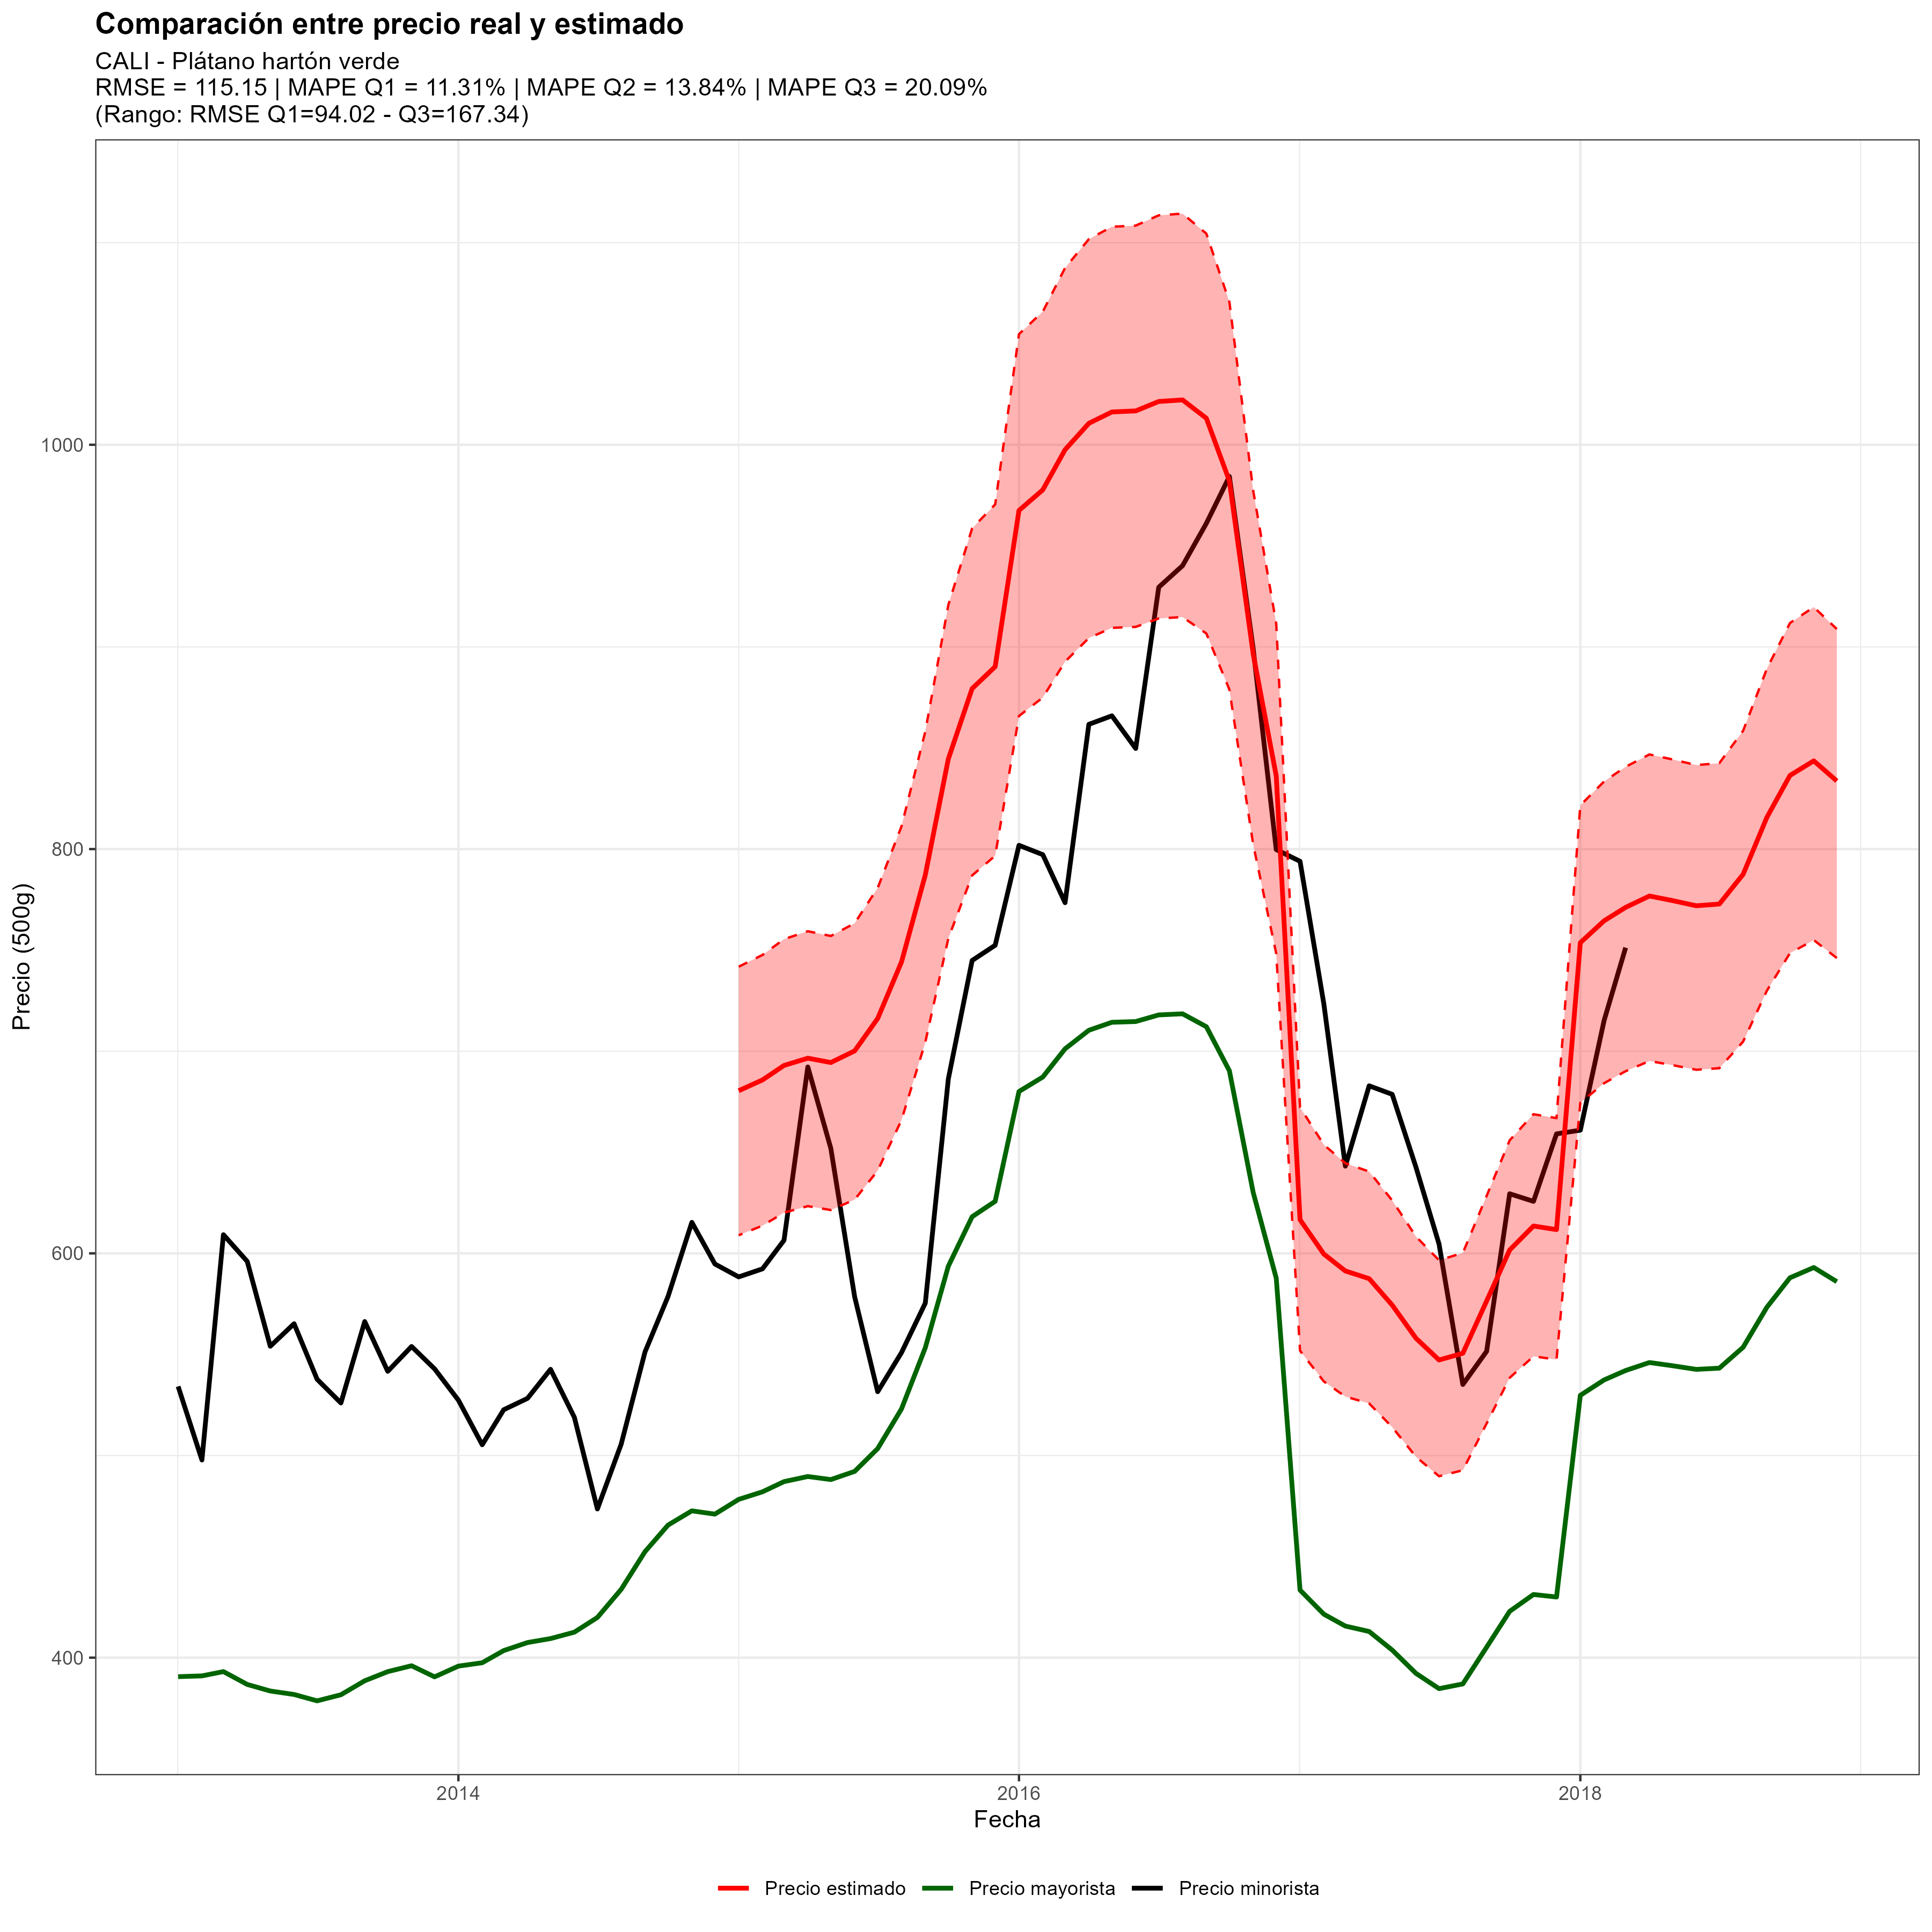 Comparación entre precio real y estimado
CALI - Plátano hartón verde
RMSE = 115.15 | MAPE Q1 = 11.31% | MAPE Q2 = 13.84% | MAPE Q3 = 20.09%
(Rango: RMSE Q1=94.02 - Q3=167.34)
Precio (500g)
1000
800
600
400
2014
2016
2018
Fecha
Precio estimado
Precio mayorista
Precio minorista